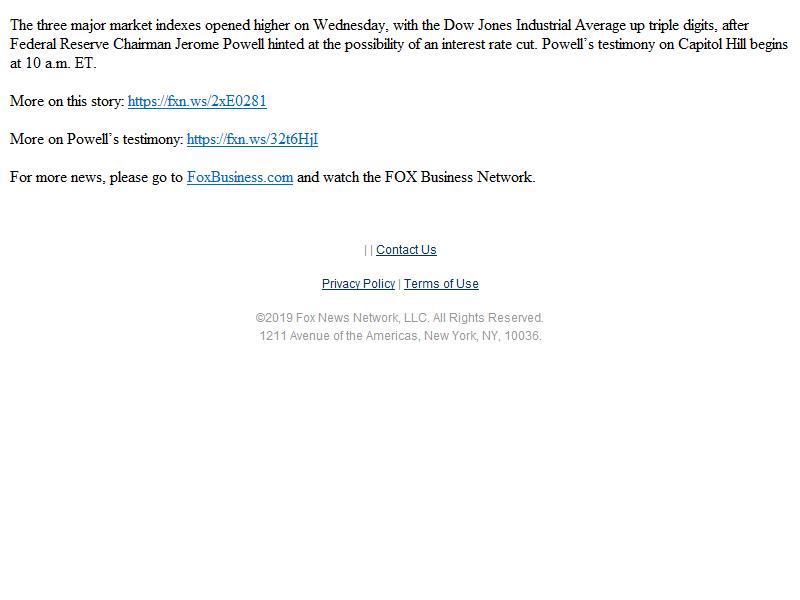 The three major market indexes opened higher on Wednesday, with the Dow Jones Industrial Average up triple digits, after
Federal Reserve Chairman Jerome Powell hinted at the possibility of an interest rate cut. Powell’s testimony on Capitol Hill begins
at 10 a.m. ET.
More on this story: https://fxn.ws/2xE0281
More on Powell’s testimony: https://fxn.ws/32t6HjI
For more news, please go to FoxBusiness.com and watch the FOX Business Network.
| | Contact Us
Privacy Policy | Terms of Use
©2019 Fox News Network, LLC. All Rights Reserved.
1211 Avenue of the Americas, New York, NY, 10036.